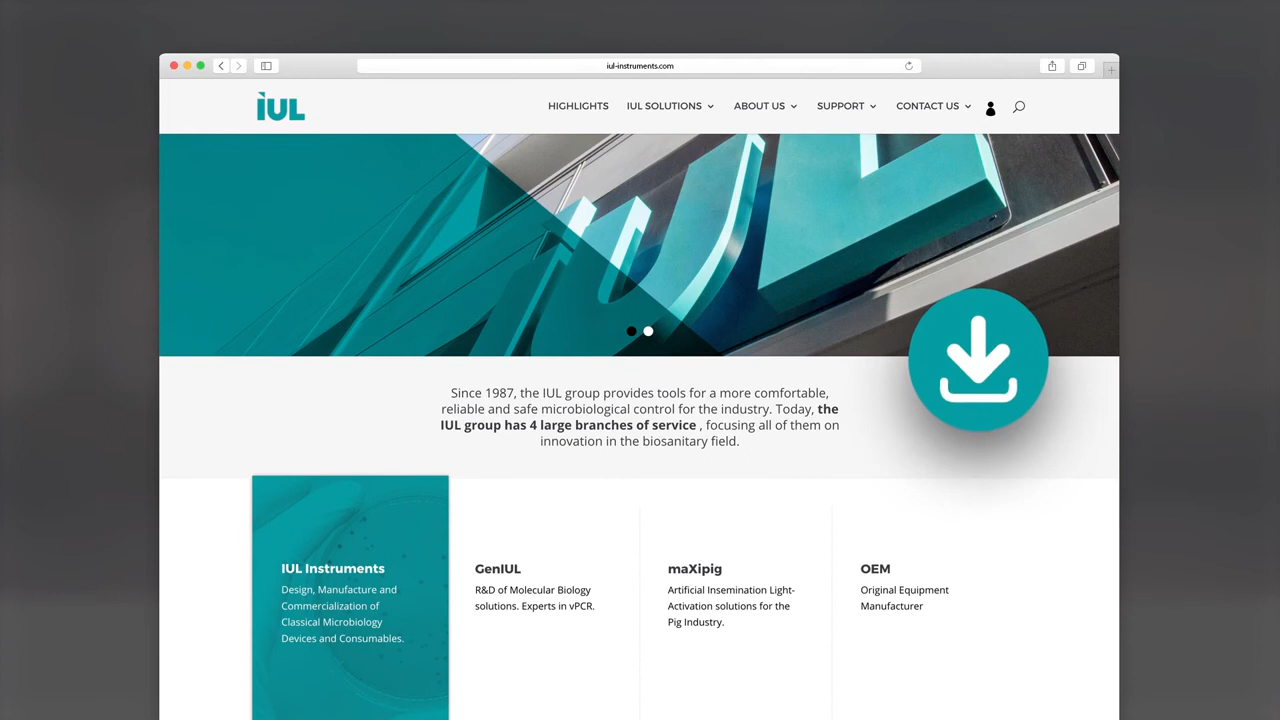 iul-instruments.com
iUL
HIGHLIGHTS IUL SOLUTIONS ABOUT US SUPPORT CONTACT US
iUL
Since 1987, the IUL group provides tools for a more comfortable,
reliable and safe microbiological control for the industry. Today, the
IUL group has 4 large branches of service , focusing all of them on
innovation in the biosanitary field.
IUL Instruments
Design, Manufacture and
Commercialization of
Classical Microbiology
Devices and Consumables.
GenIUL
R&D of Molecular Biology
solutions. Experts in vPCR.
maXipig
Artificial Insemination Light-
Activation solutions for the
Pig Industry.
OEM
Original Equipment
Manufacturer